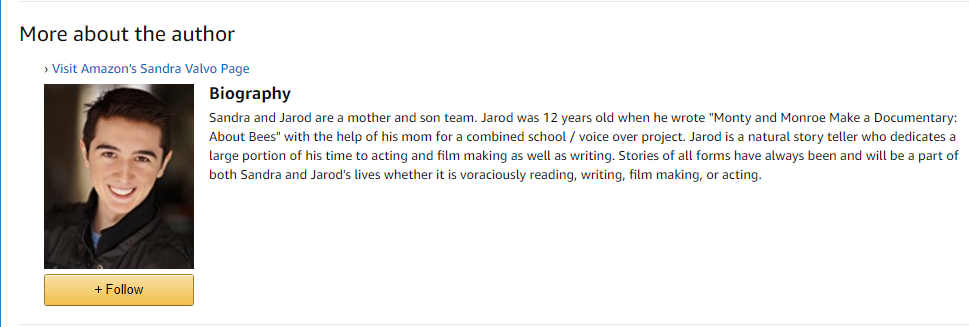 More about the author
› Visit Amazon's Sandra Valvo Page
Biography
Sandra and Jarod are a mother and son team. Jarod was 12 years old when he wrote "Monty and Monroe Make a Documentary:
About Bees" with the help of his mom for a combined school / voice over project. Jarod is a natural story teller who dedicates a
large portion of his time to acting and film making as well as writing. Stories of all forms have always been and will be a part of
both Sandra and Jarod's lives whether it is voraciously reading, writing, film making, or acting.
+ Follow